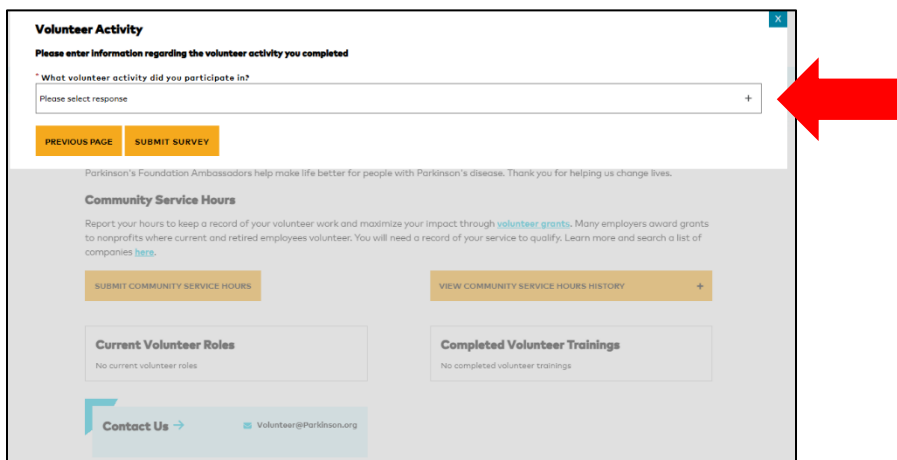 X
Volunteer Activity
Please enter information regarding the volunteer activity you completed
* What volunteer activity did you participate in?
Please select response +
PREVIOUS PAGE SUBMIT SURVEY
Parkinson's Foundation Ambassadors help make life better for people with Parkinson's disease. Thank you for helping us change lives.
Community Service Hours
Report your hours to keep a record of your volunteer work and maximize your impact through volunteer grants. Many employers award grants
to nonprofits where current and retired employees volunteer. You will need a record of your service to qualify. Learn more and search a list of
companies here.
SUBMIT COMMUNITY SERVICE HOURS VIEW COMMUNITY SERVICE HOURS HISTORY +
Current Volunteer Roles Completed Volunteer Trainings
No current volunteer roles No completed volunteer trainings
Contact Us → Volunteer@Parkinson.org